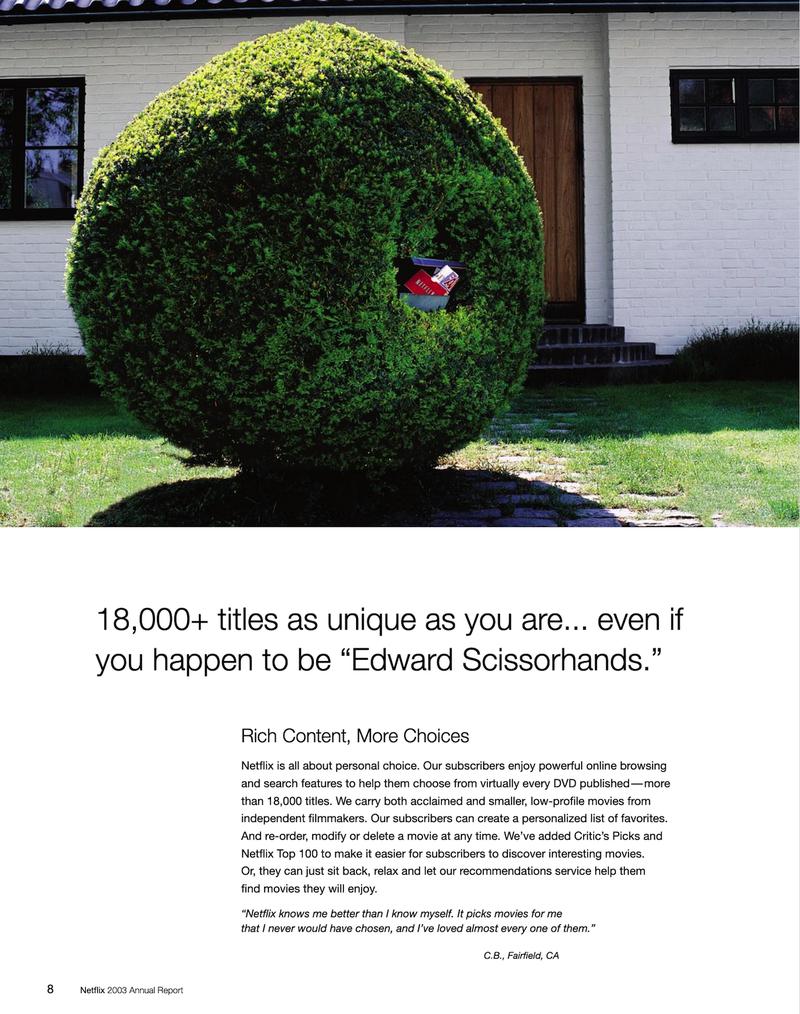 NETFLIX
18,000+ titles as unique as you are... even if
you happen to be “Edward Scissorhands.”
Rich Content, More Choices
Netflix is all about personal choice. Our subscribers enjoy powerful online browsing
and search features to help them choose from virtually every DVD published—more
than 18,000 titles. We carry both acclaimed and smaller, low-profile movies from
independent filmmakers. Our subscribers can create a personalized list of favorites.
And re-order, modify or delete a movie at any time. We’ve added Critic’s Picks and
Netflix Top 100 to make it easier for subscribers to discover interesting movies.
Or, they can just sit back, relax and let our recommendations service help them
find movies they will enjoy.
“Netflix knows me better than I know myself. It picks movies for me
that I never would have chosen, and I’ve loved almost every one of them.”
C.B., Fairfield, CA
8 Netflix 2003 Annual Report